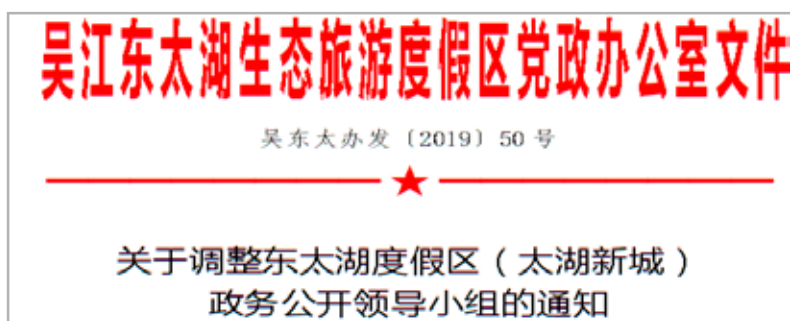 吴江东太湖生态旅游度假区党政办公室文件
吴东太办发〔2019〕50 号
关于调整东太湖度假区（太湖新城）
政务公开领导小组的通知